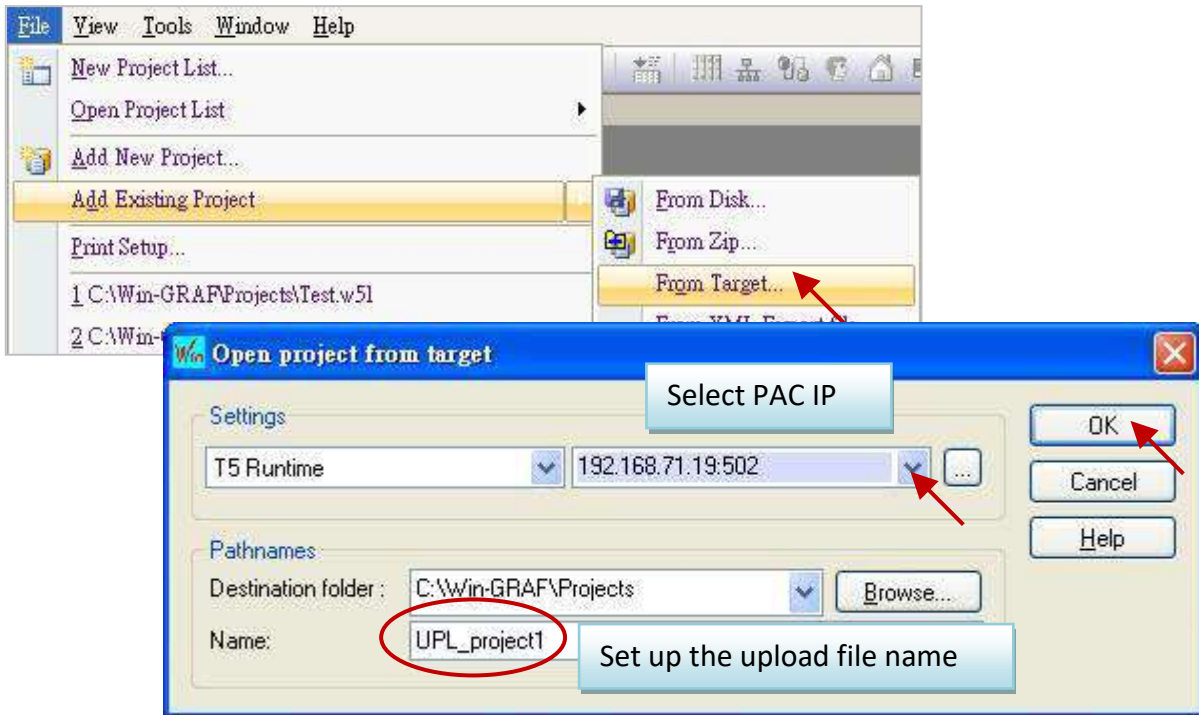 File View Tools Window Help
New Project List...
Open Project List
Add New Project...
Add Existing Project
From Disk...
From Zip...
Print Setup...
From Target...
1 C:\Win-GRAF\Projects\Test.w5l
2 C:\Win-
Win Open project from target
Select PAC IP
Settings
OK
T5 Runtime 192.168.71.19:502 ...
Cancel
Help
Pathnames
Destination folder : C:\Win-GRAF\Projects Browse...
Name: UPL_project1
Set up the upload file name